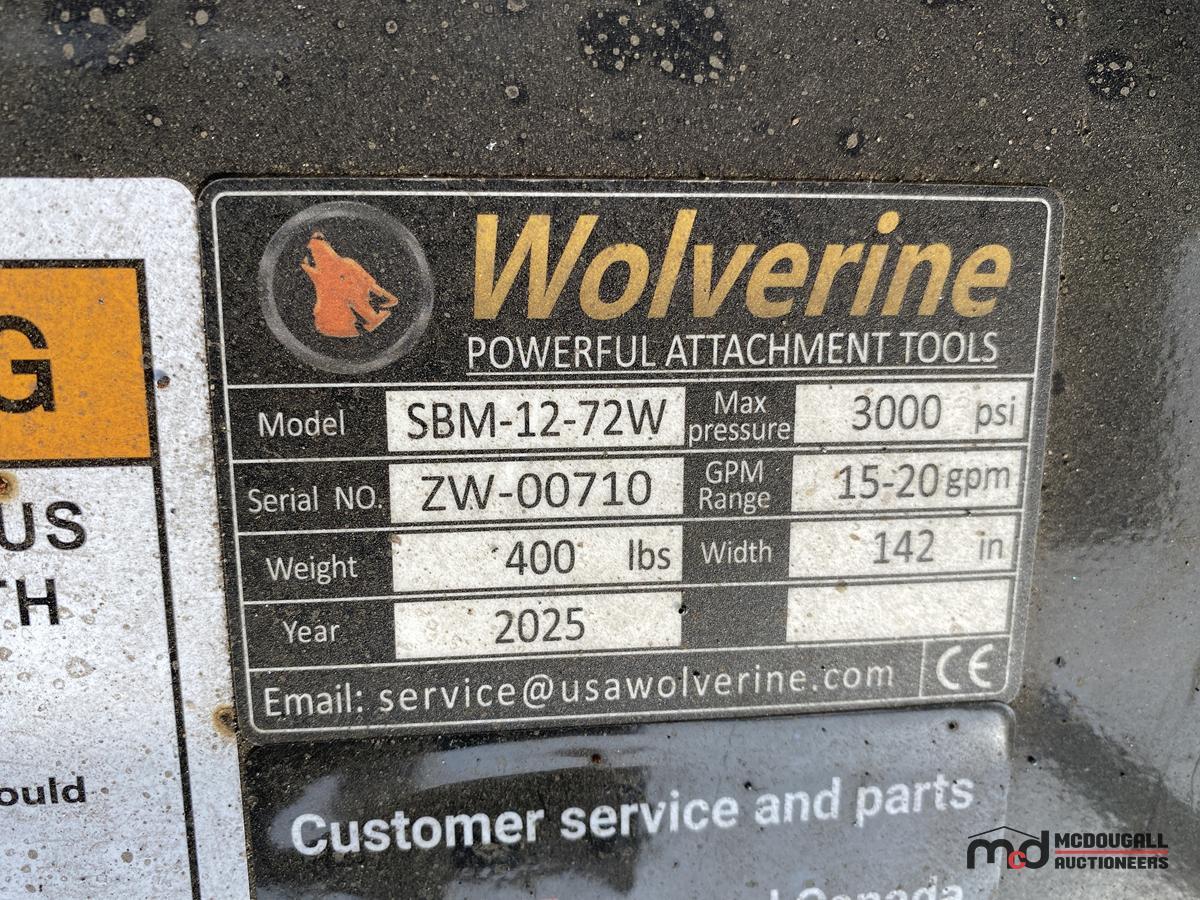 Wolverine
POWERFUL ATTACHMENT TOOLS
Model SBM-12-72W Max pressure 3000 psi
Serial NO. ZW-00710 GPM Range 15-20 gpm
Weight 400 lbs Width 142 in
Year 2025
Email: service@usawolverine.com CE
Customer service and parts
Canada
G
US
TH
ould
mcd MCDOUGALL
AUCTIONEERS